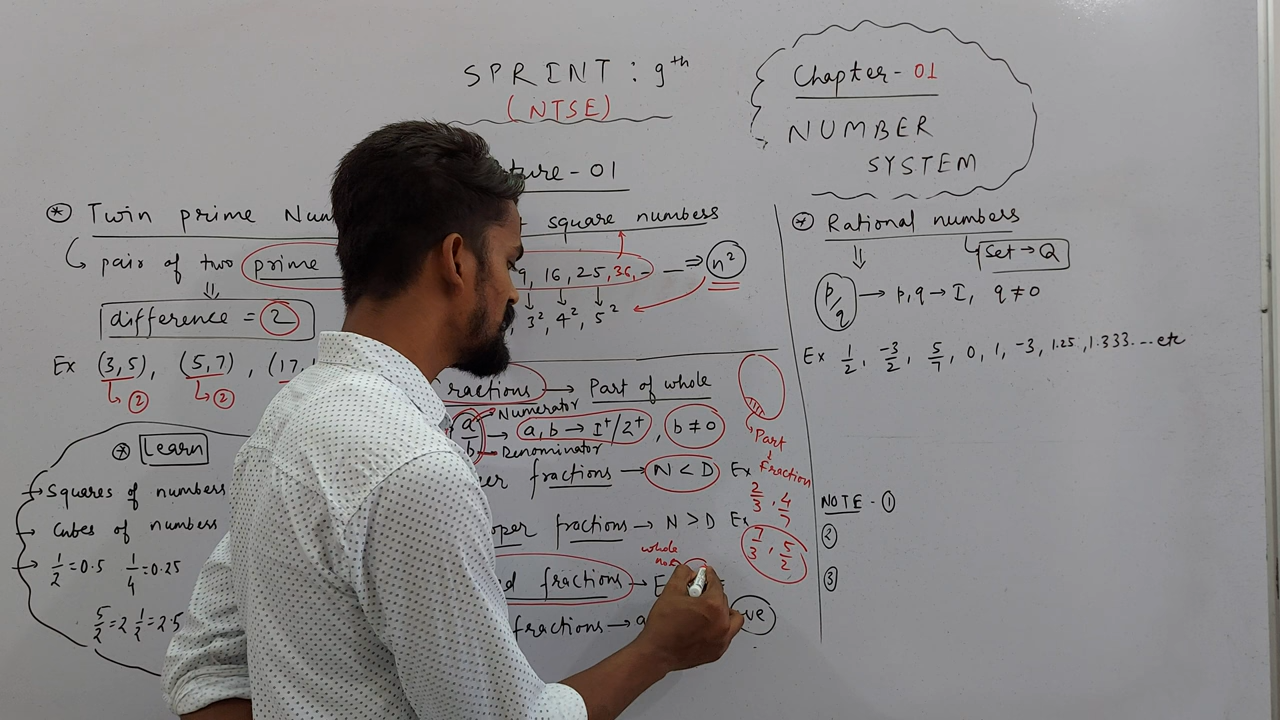 SPRINT : 9th
(NTSE)
Chapter - 01
NUMBER
SYSTEM
ture - 01
* Twin prime Num
pair of two prime
difference = 2
Ex (3,5), (5,7), (17,
2 2
* Learn
→ Squares of numbers
→ Cubes of numbers
→ 1/2 = 0.5 1/4 = 0.25
5/2 = 2 1/2 = 2.5
square numbers
9, 16, 25, 36, - — ⇒ n²
, 3², 4², 5²
ractions → Part of whole
a/b → a, b → I⁺/Z⁺, b ≠ 0
Numerator
Denominator
Part
Fraction
er fractions → N < D Ex 2/3, 4/7
oper fractions → N > D Ex 7/3, 5/2
whole
no.
d fractions → E
fractions → a ve
* Rational numbers
Set → Q
p/q → p, q → I, q ≠ 0
Ex 1/2, -3/2, 5/7, 0, 1, -3, 1.25, 1.333... etc
NOTE - ①
②
③